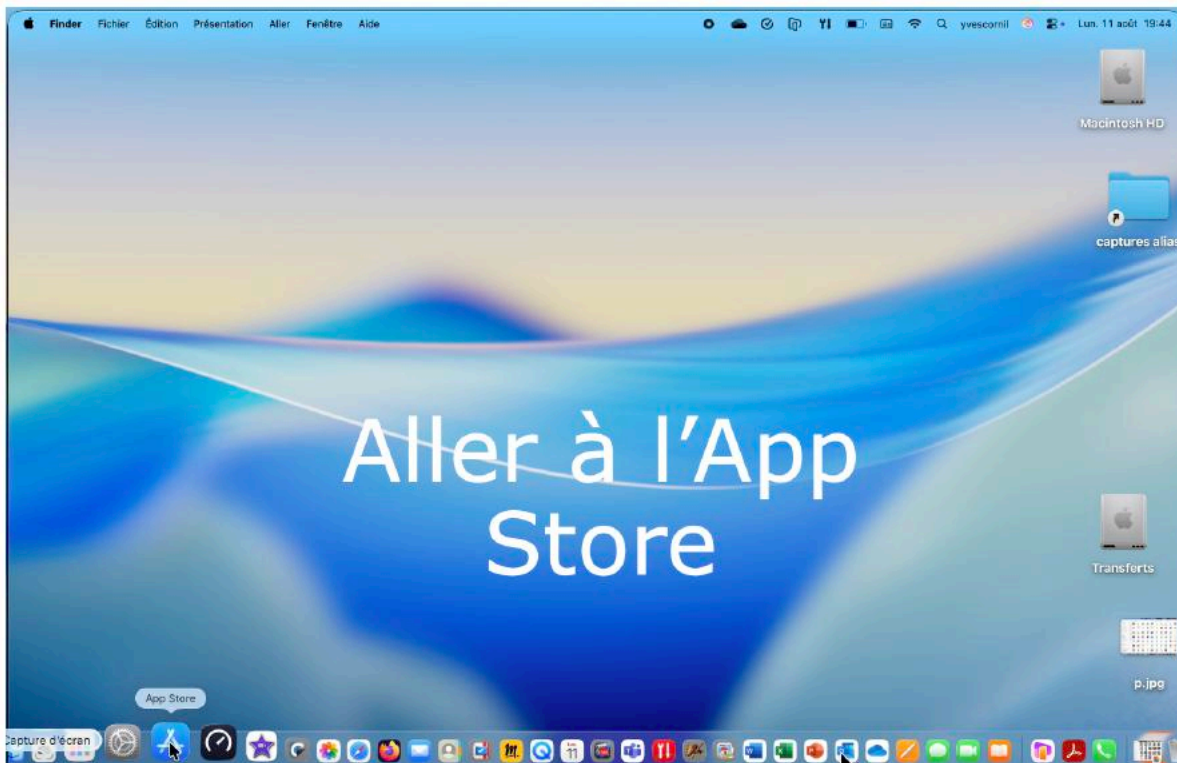 Finder Fichier Édition Présentation Aller Fenêtre Aide yvescornil Lun. 11 août 19:44
Macintosh HD
captures alias
Aller à l'App
Store
Transferts
p.jpg
App Store
Capture d'écran
11